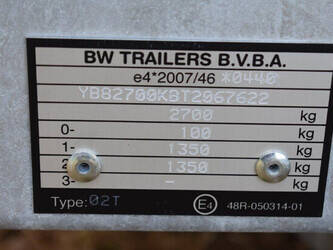 BW TRAILERS B.V.B.A.
e4*2007/46 *0440
YB82700KBT2067622
2700 kg
0- 100 kg
1- 1350 kg
2- 1350 kg
3- - kg
Type: 02T E4 48R-050314-01